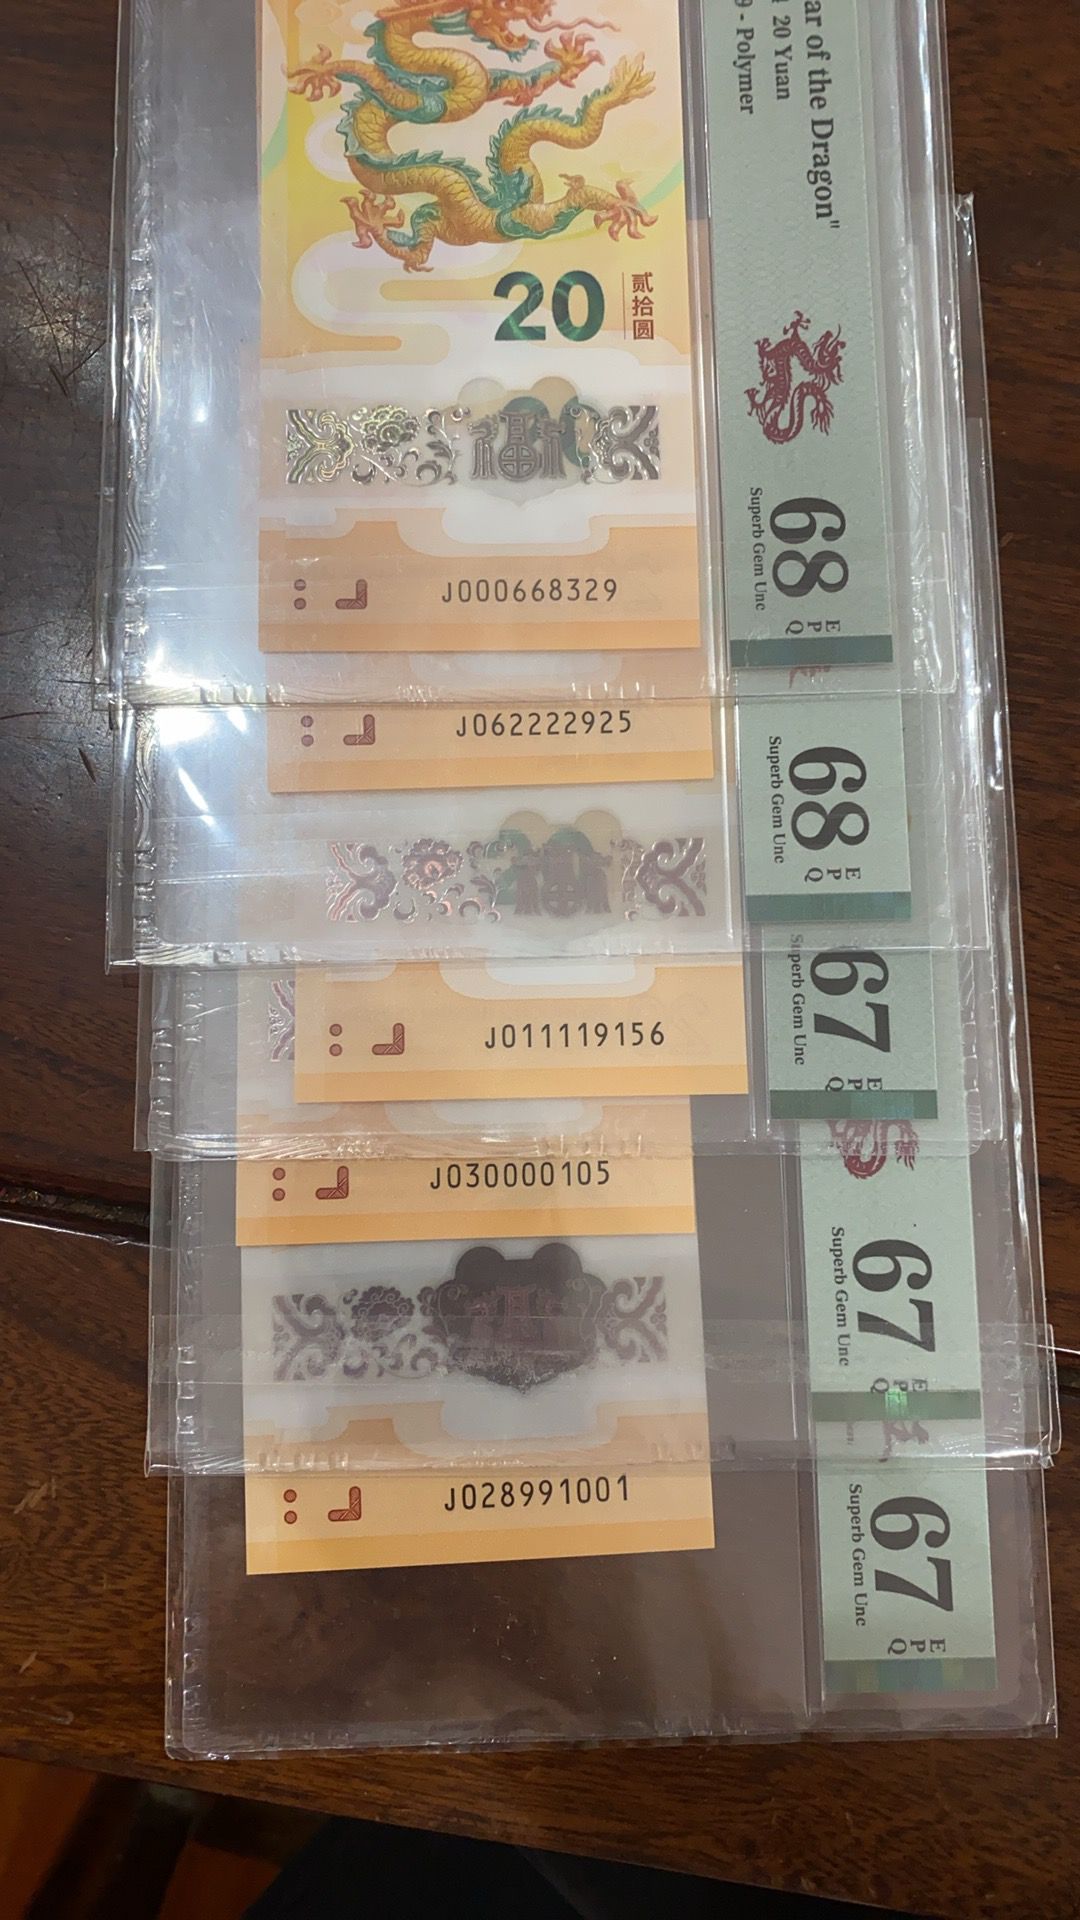 ar of the Dragon"
20 Yuan
9 - Polymer
20
贰拾圆
福
68
EPQ
Superb Gem Unc
J000668329
J062222925
68
EPQ
Superb Gem Unc
福
67
EPQ
Superb Gem Unc
J011119156
J030000105
67
EPQ
Superb Gem Unc
J028991001
67
EPQ
Superb Gem Unc